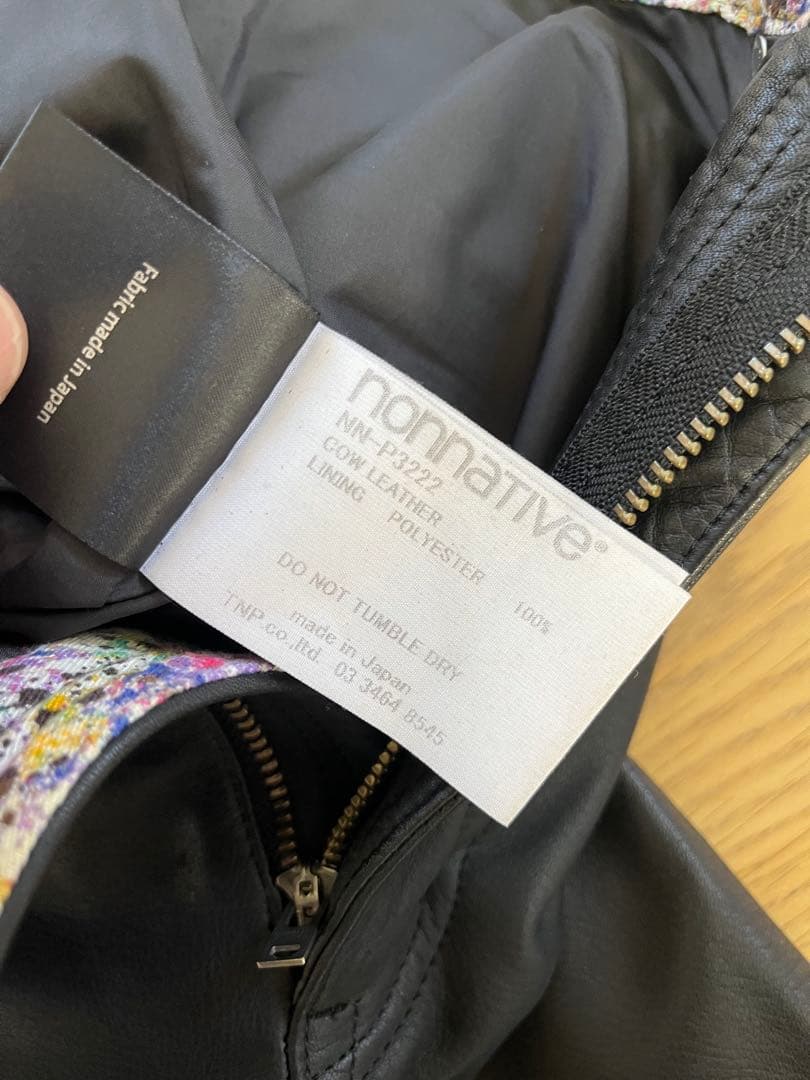 Fabric made in Japan
nonnative®
NN-P3222
COW LEATHER
LINING POLYESTER 100%
DO NOT TUMBLE DRY
made in Japan
TNP co.,ltd. 03 3464 8545